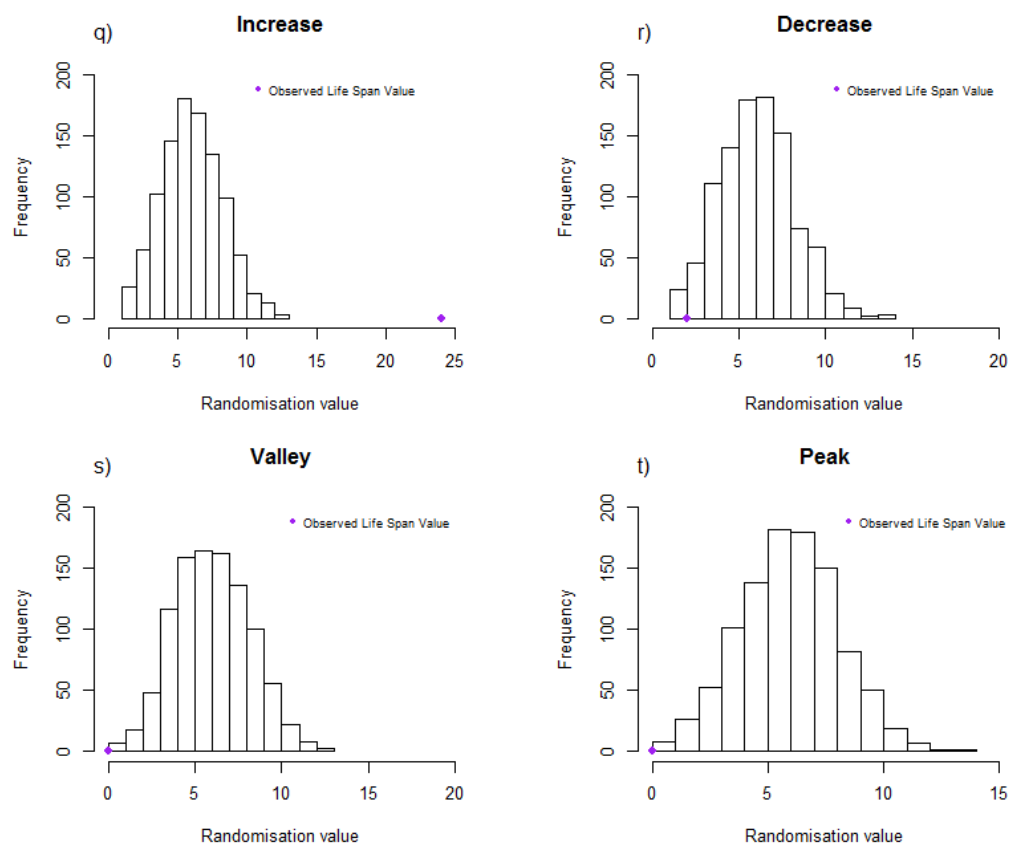 q)
Increase
Observed Life Span Value
Frequency
200
150
100
50
0
0 5 10 15 20 25
Randomisation value
r)
Decrease
Observed Life Span Value
Frequency
200
150
100
50
0
0 5 10 15 20
Randomisation value
s)
Valley
Observed Life Span Value
Frequency
200
150
100
50
0
0 5 10 15 20
Randomisation value
t)
Peak
Observed Life Span Value
Frequency
200
150
100
50
0
0 5 10 15
Randomisation value